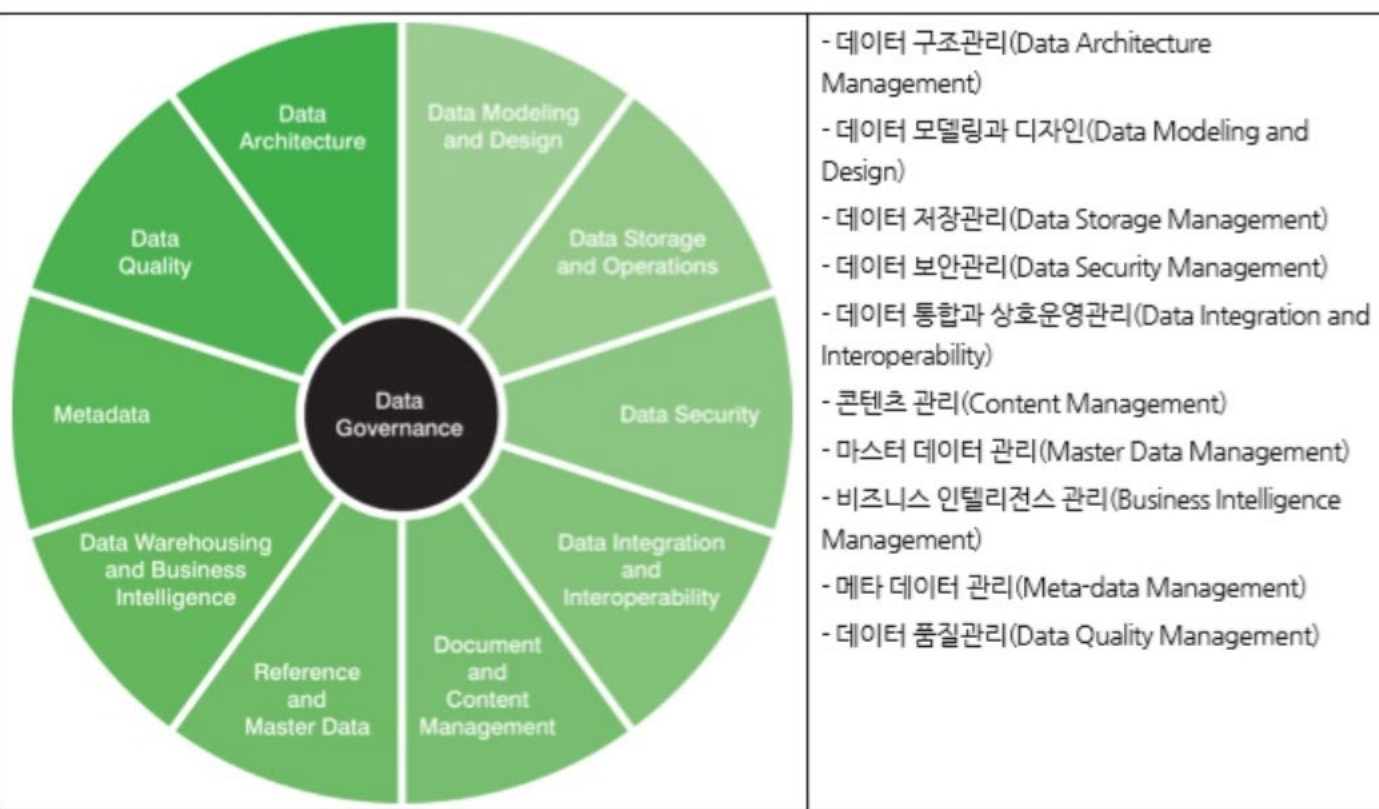 Data
Architecture
Data Modeling
and Design
Data Storage
and Operations
Data Security
Data Integration
and
Interoperability
Document
and
Content
Management
Reference
and
Master Data
Data Warehousing
and Business
Intelligence
Metadata
Data
Quality
Data
Governance
- 데이터 구조관리(Data Architecture
Management)
- 데이터 모델링과 디자인(Data Modeling and
Design)
- 데이터 저장관리(Data Storage Management)
- 데이터 보안관리(Data Security Management)
- 데이터 통합과 상호운영관리(Data Integration and
Interoperability)
- 콘텐츠 관리(Content Management)
- 마스터 데이터 관리(Master Data Management)
- 비즈니스 인텔리전스 관리(Business Intelligence
Management)
- 메타 데이터 관리(Meta-data Management)
- 데이터 품질관리(Data Quality Management)